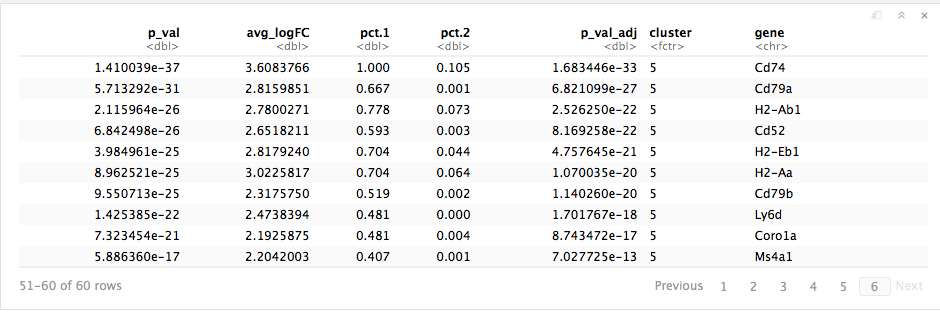 p_val avg_logFC pct.1 pct.2 p_val_adj cluster gene
<dbl> <dbl> <dbl> <dbl> <dbl> <fctr> <chr>
1.410039e-37 3.6083766 1.000 0.105 1.683446e-33 5 Cd74
5.713292e-31 2.8159851 0.667 0.001 6.821099e-27 5 Cd79a
2.115964e-26 2.7800271 0.778 0.073 2.526250e-22 5 H2-Ab1
6.842498e-26 2.6518211 0.593 0.003 8.169258e-22 5 Cd52
3.984961e-25 2.8179240 0.704 0.044 4.757645e-21 5 H2-Eb1
8.962521e-25 3.0225817 0.704 0.064 1.070035e-20 5 H2-Aa
9.550713e-25 2.3175750 0.519 0.002 1.140260e-20 5 Cd79b
1.425385e-22 2.4738394 0.481 0.000 1.701767e-18 5 Ly6d
7.323454e-21 2.1925875 0.481 0.004 8.743472e-17 5 Coro1a
5.886360e-17 2.2042003 0.407 0.001 7.027725e-13 5 Ms4a1
51-60 of 60 rows Previous 1 2 3 4 5 6 Next